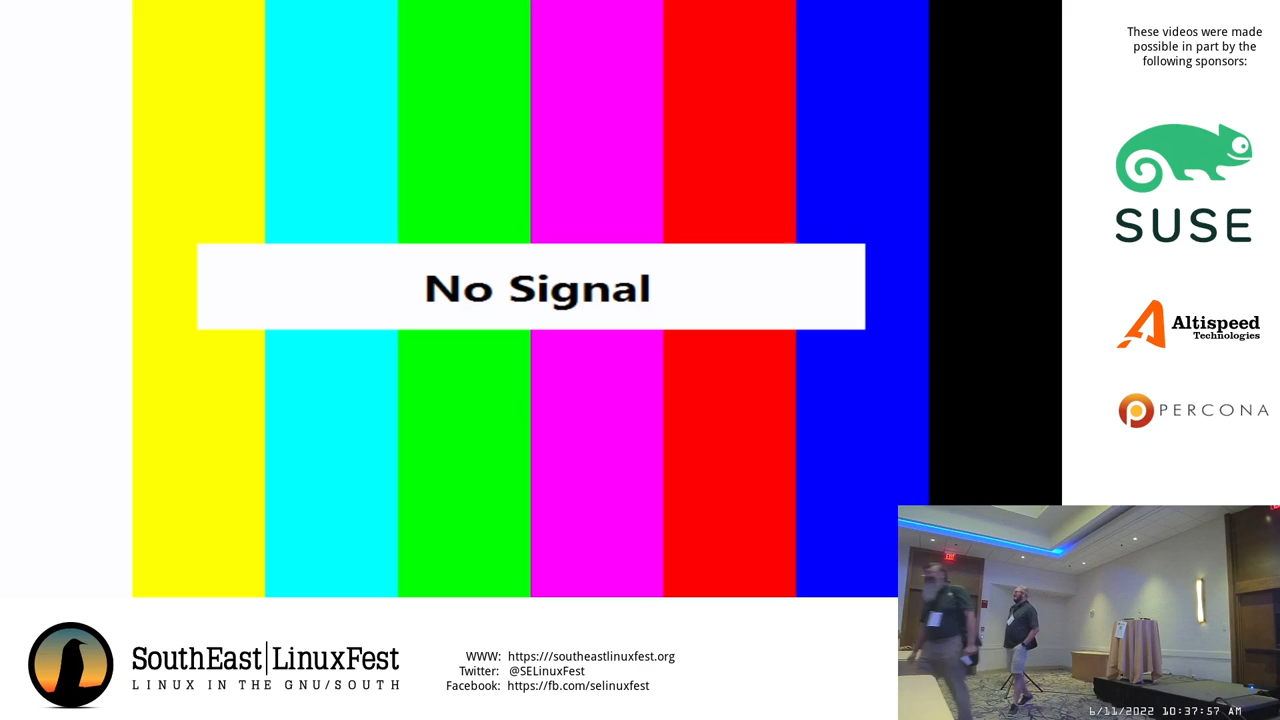 These videos were made
possible in part by the
following sponsors:
SUSE
Altispeed
Technologies
PERCONA
No Signal
SouthEast|LinuxFest
LINUX IN THE GNU/SOUTH
WWW: https:///southeastlinuxfest.org
Twitter: @SELinuxFest
Facebook: https://fb.com/selinuxfest
EXIT
6/11/2022 10:37:57 AM